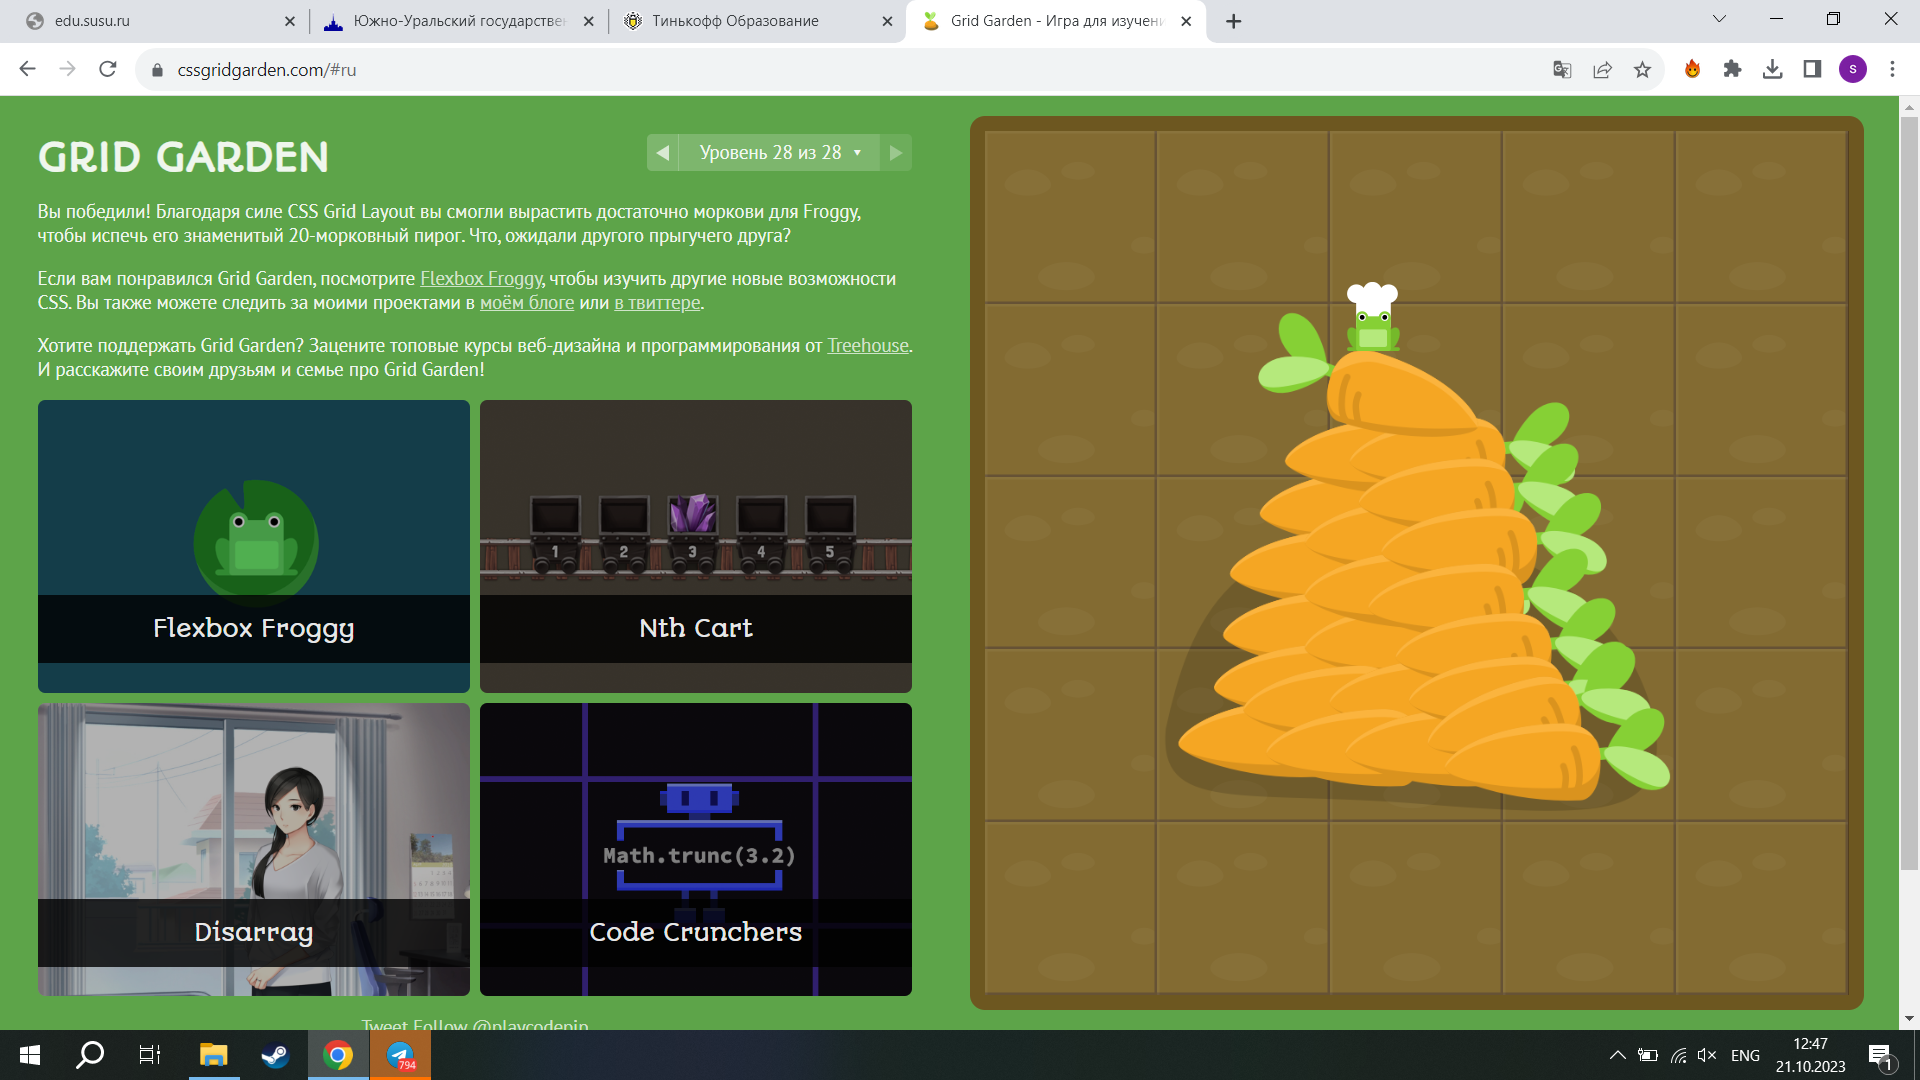 edu.susu.ru
Южно-Уральский государствен
Тинькофф Образование
Grid Garden - Игра для изучени
cssgridgarden.com/#ru
s
GRID GARDEN
Уровень 28 из 28
Вы победили! Благодаря силе CSS Grid Layout вы смогли вырастить достаточно моркови для Froggy,
чтобы испечь его знаменитый 20-морковный пирог. Что, ожидали другого прыгучего друга?
Если вам понравился Grid Garden, посмотрите Flexbox Froggy, чтобы изучить другие новые возможности
CSS. Вы также можете следить за моими проектами в моём блоге или в твиттере.
Хотите поддержать Grid Garden? Зацените топовые курсы веб-дизайна и программирования от Treehouse.
И расскажите своим друзьям и семье про Grid Garden!
Flexbox Froggy
1 2 3 4 5
Nth Cart
Disarray
Math.trunc(3.2)
Code Crunchers
Tweet Follow @playcodepip
794
ENG
12:47
21.10.2023
1